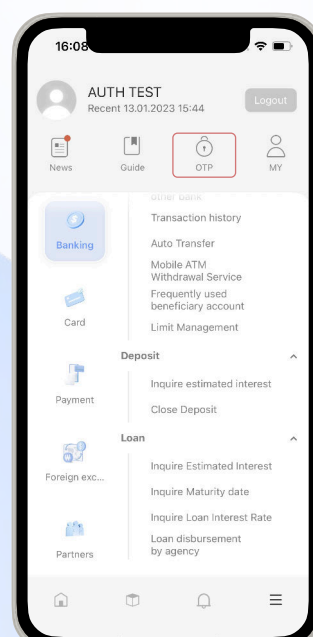 16:08
AUTH TEST
Recent 13.01.2023 15:44
Logout
News
Guide
OTP
MY
other bank
Banking
Transaction history
Auto Transfer
Mobile ATM
Withdrawal Service
Frequently used
beneficiary account
Limit Management
Card
Deposit
Inquire estimated interest
Close Deposit
Payment
Loan
Inquire Estimated Interest
Inquire Maturity date
Inquire Loan Interest Rate
Loan disbursement
by agency
Foreign exc...
Partners